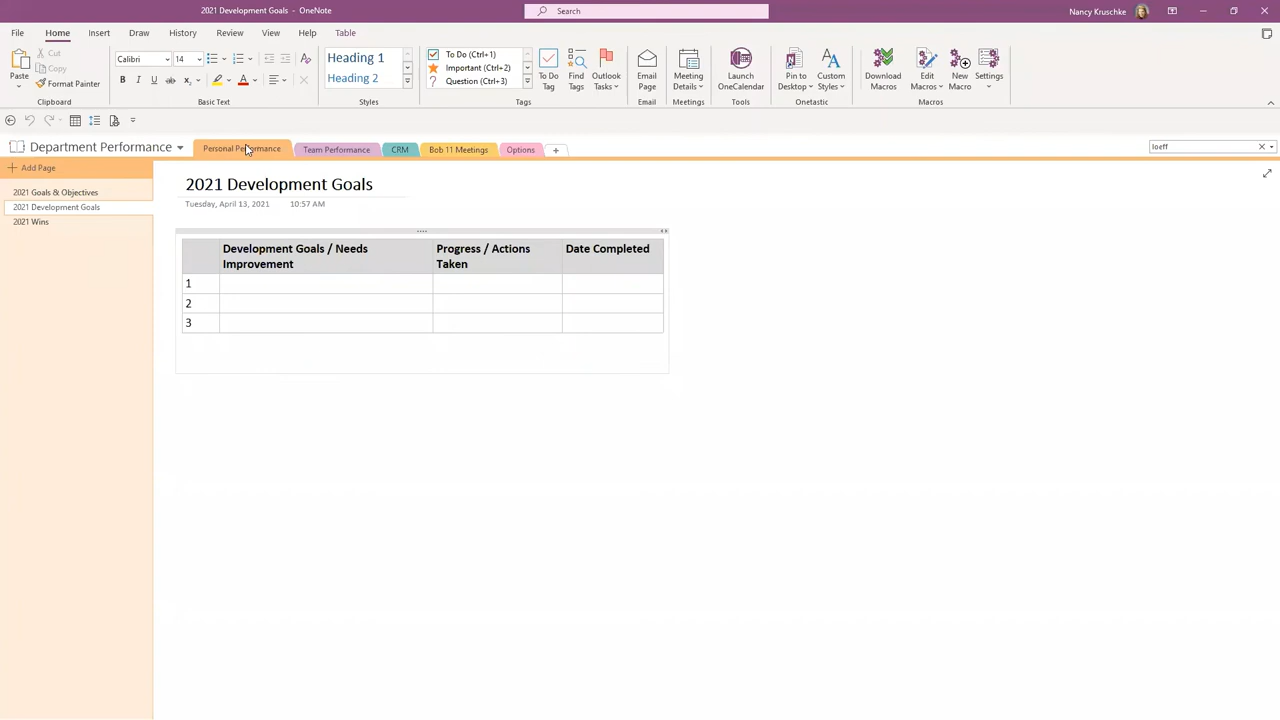 2021 Development Goals - OneNote
Search
Nancy Kruschke
File Home Insert Draw History Review View Help Table
Paste
Cut
Copy
Format Painter
Clipboard
Calibri 14
B I U ab x₂ A
Basic Text
Heading 1
Heading 2
Styles
To Do (Ctrl+1)
Important (Ctrl+2)
? Question (Ctrl+3)
To Do Tag
Find Tags
Outlook Tasks
Tags
Email Page
Email
Meeting Details
Meetings
Launch OneCalendar
Tools
Pin to Desktop
Custom Styles
Onetastic
Download Macros
Edit Macros
New Macro
Settings
Macros
Department Performance
Personal Performance
Team Performance
CRM
Bob 11 Meetings
Options
+
loeff
Add Page
2021 Goals & Objectives
2021 Development Goals
2021 Wins
2021 Development Goals
Tuesday, April 13, 2021 10:57 AM
Development Goals / Needs Improvement
Progress / Actions Taken
Date Completed
1
2
3